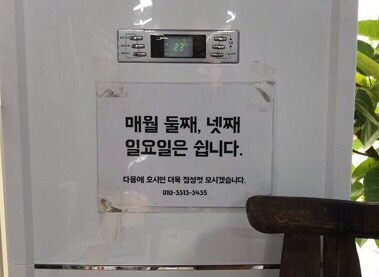 23
매월 둘째, 넷째
일요일은 쉽니다.
다음에 오시면 더욱 정성껏 모시겠습니다.
010-3313-3435